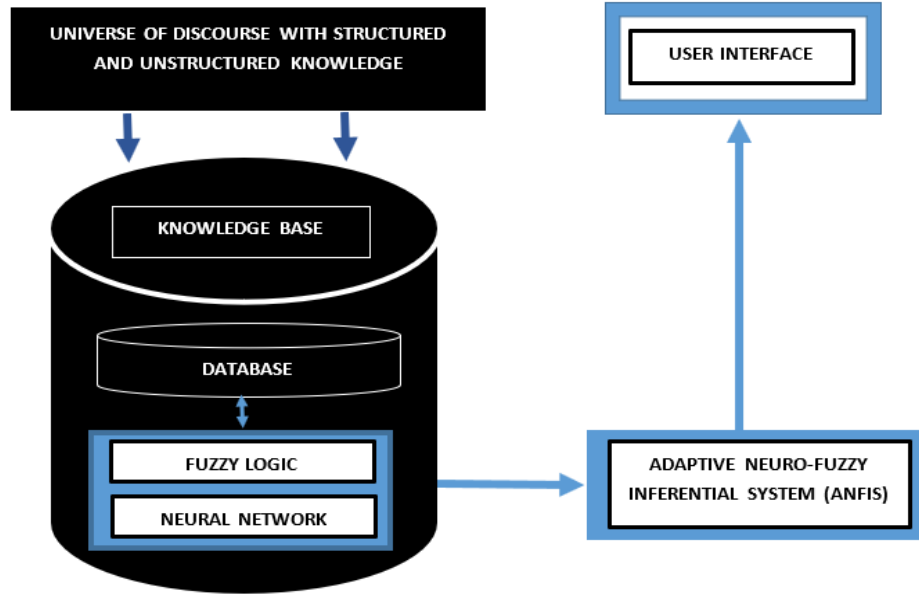 UNIVERSE OF DISCOURSE WITH STRUCTURED
AND UNSTRUCTURED KNOWLEDGE
USER INTERFACE
KNOWLEDGE BASE
DATABASE
FUZZY LOGIC
NEURAL NETWORK
ADAPTIVE NEURO-FUZZY
INFERENTIAL SYSTEM (ANFIS)